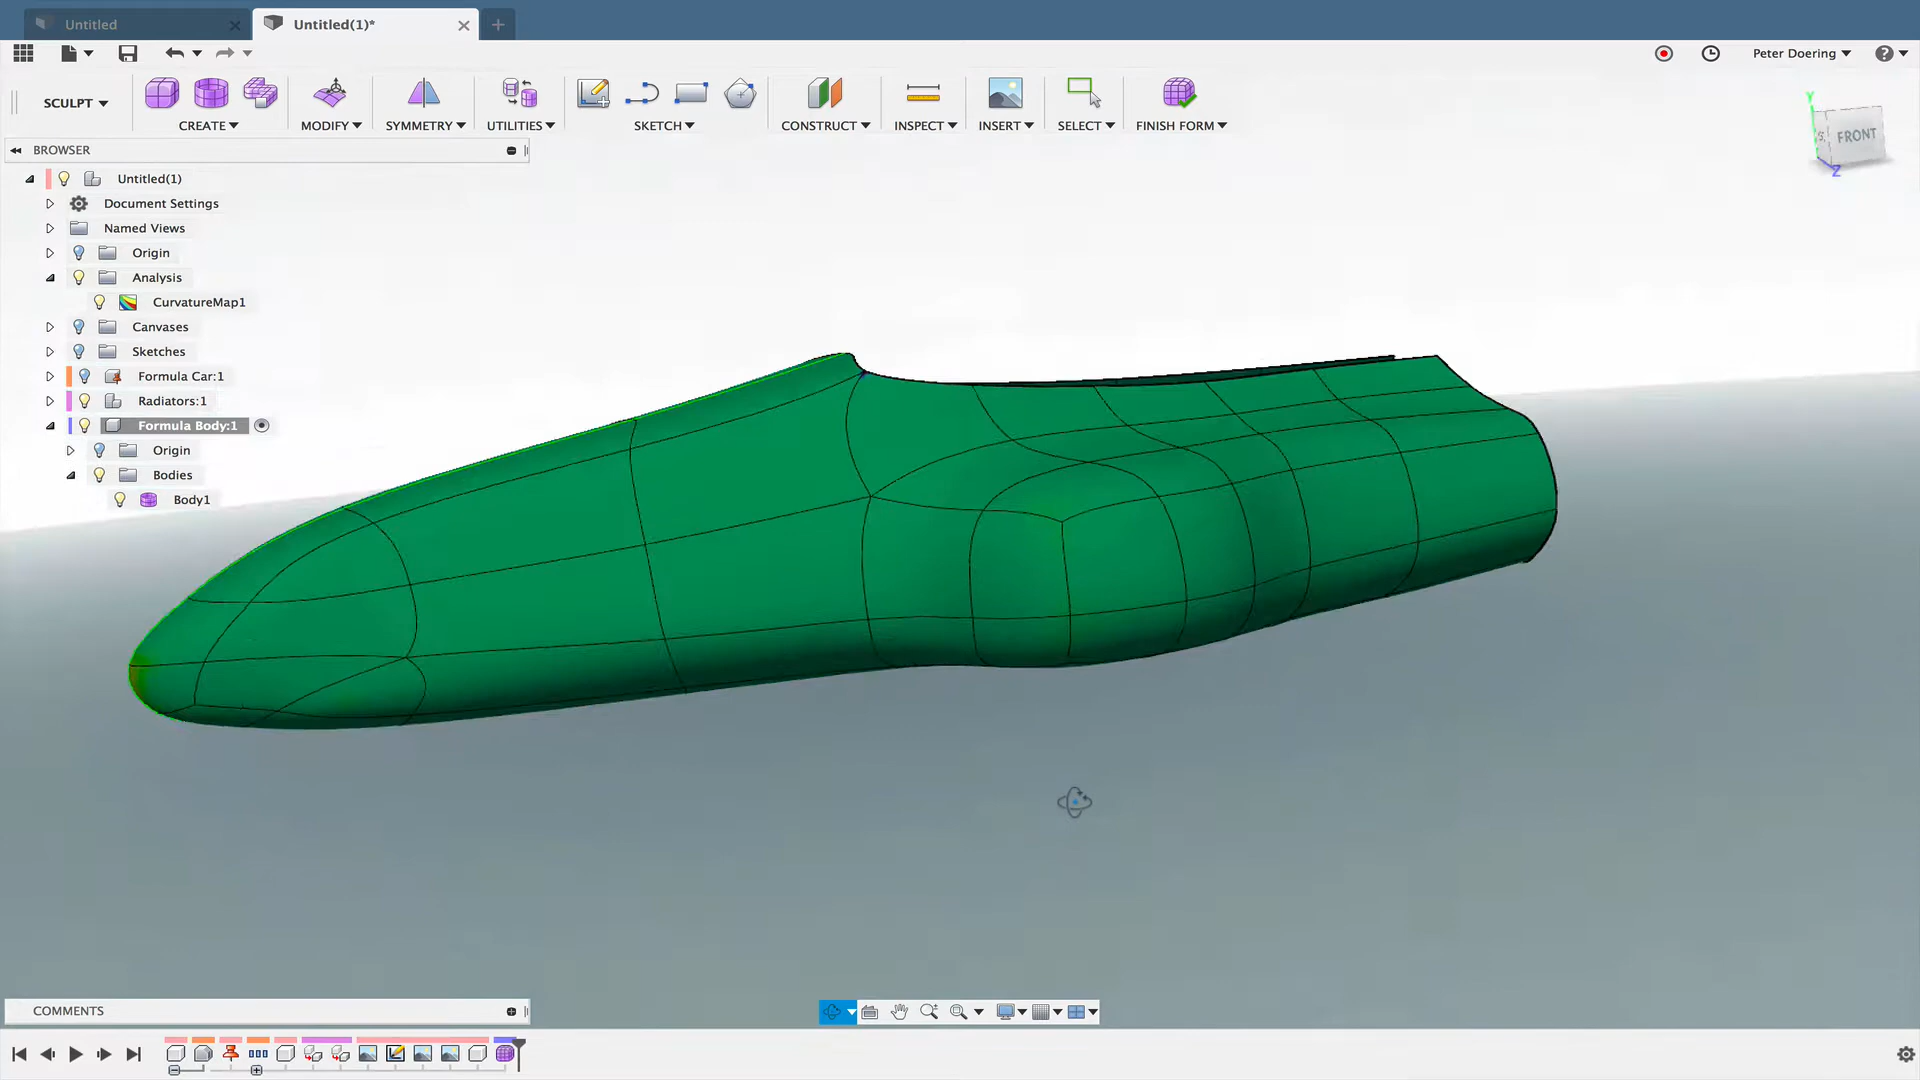 Untitled
Untitled(1)*
Peter Doering
SCULPT
CREATE
MODIFY
SYMMETRY
UTILITIES
SKETCH
CONSTRUCT
INSPECT
INSERT
SELECT
FINISH FORM
Y
FRONT
Z
BROWSER
Untitled(1)
Document Settings
Named Views
Origin
Analysis
CurvatureMap1
Canvases
Sketches
Formula Car:1
Radiators:1
Formula Body:1
Origin
Bodies
Body1
COMMENTS